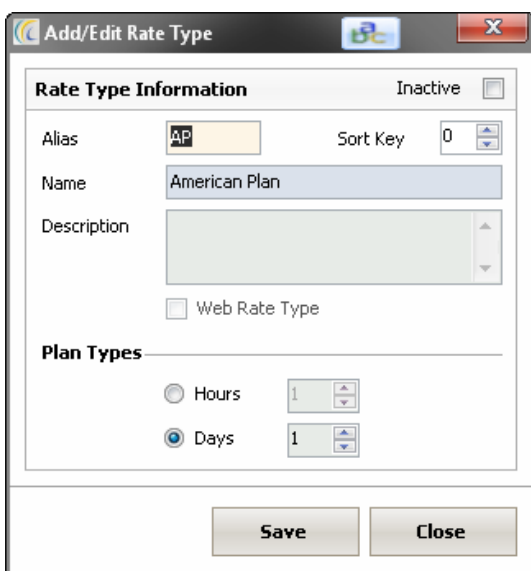 Add/Edit Rate Type
Rate Type Information Inactive
Alias AP Sort Key 0
Name American Plan
Description
Web Rate Type
Plan Types
Hours 1
Days 1
Save Close